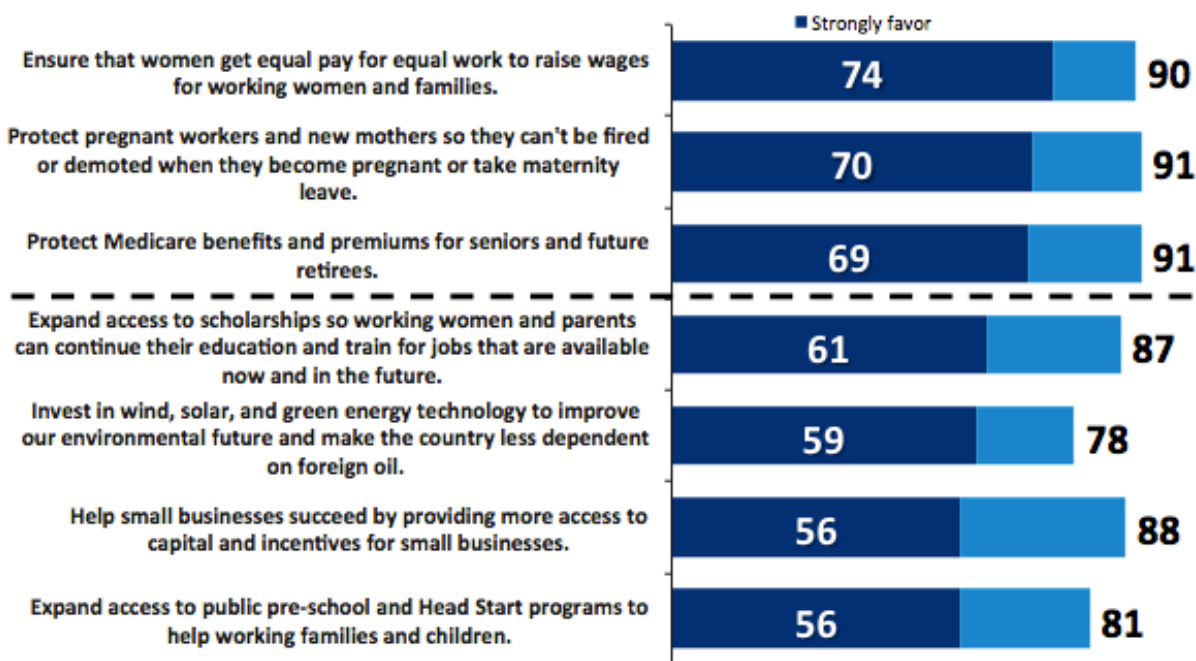 Strongly favor
Ensure that women get equal pay for equal work to raise wages
for working women and families.
74
90
Protect pregnant workers and new mothers so they can't be fired
or demoted when they become pregnant or take maternity
leave.
70
91
Protect Medicare benefits and premiums for seniors and future
retirees.
69
91
Expand access to scholarships so working women and parents
can continue their education and train for jobs that are available
now and in the future.
61
87
Invest in wind, solar, and green energy technology to improve
our environmental future and make the country less dependent
on foreign oil.
59
78
Help small businesses succeed by providing more access to
capital and incentives for small businesses.
56
88
Expand access to public pre-school and Head Start programs to
help working families and children.
56
81